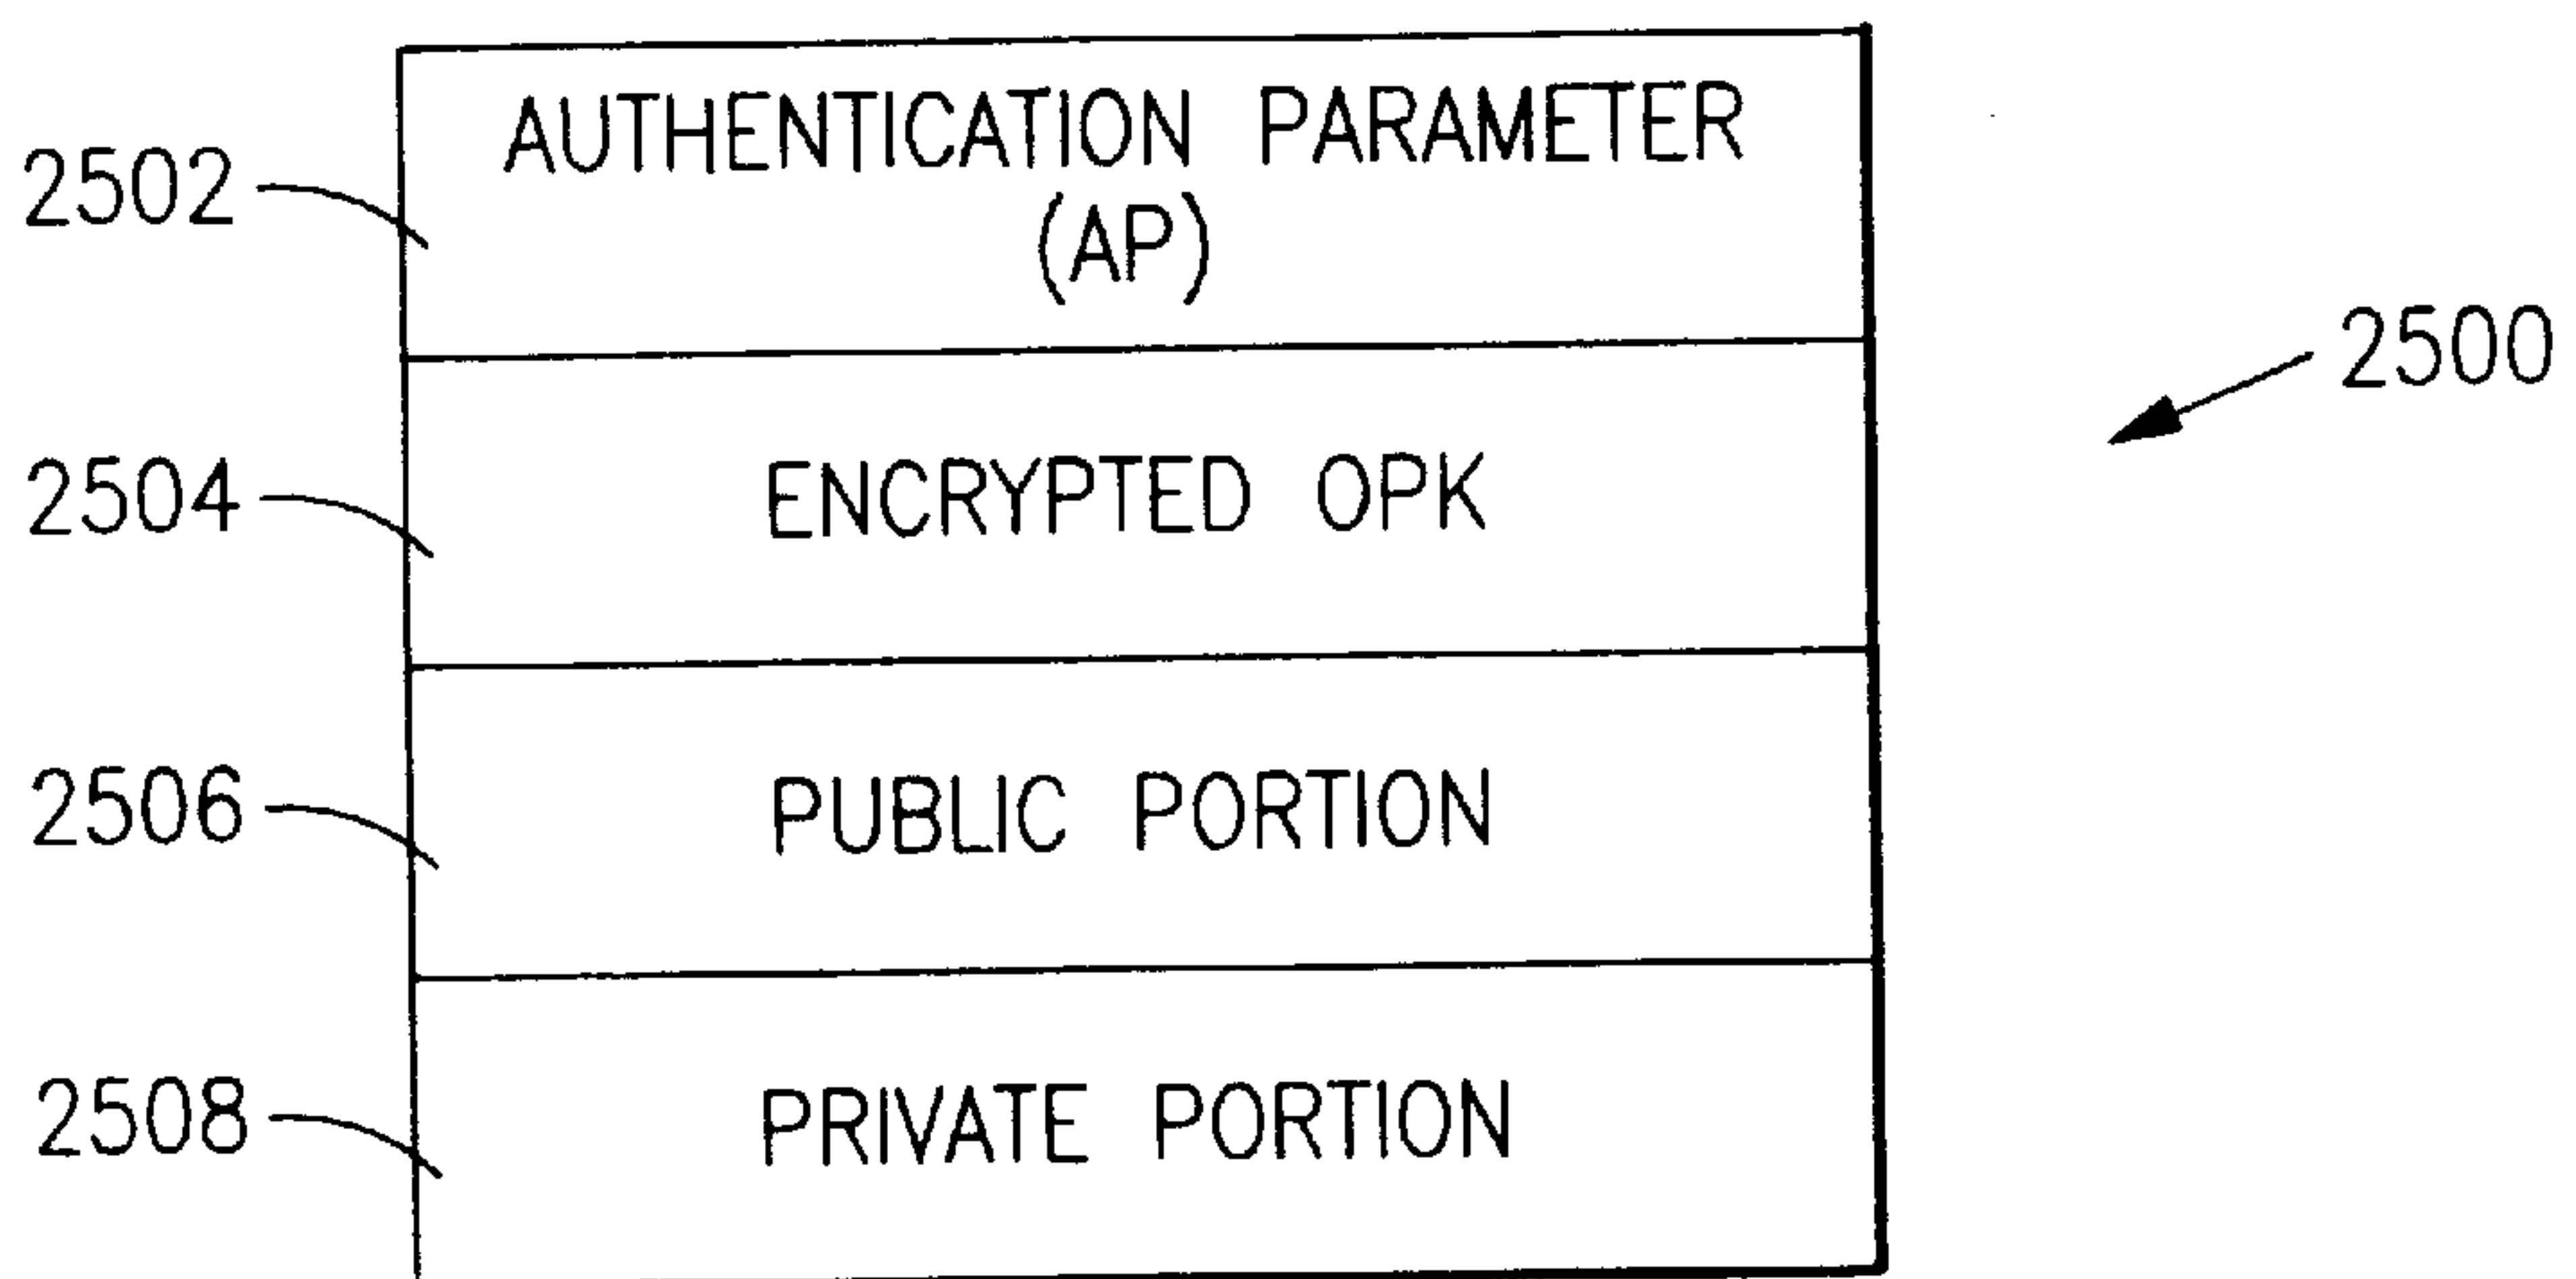 AUTHENTICATION PARAMETER
2502
(AP)
2500
2504
ENCRYPTED OPK
2506
PUBLIC PORTION
2508
PRIVATE PORTION